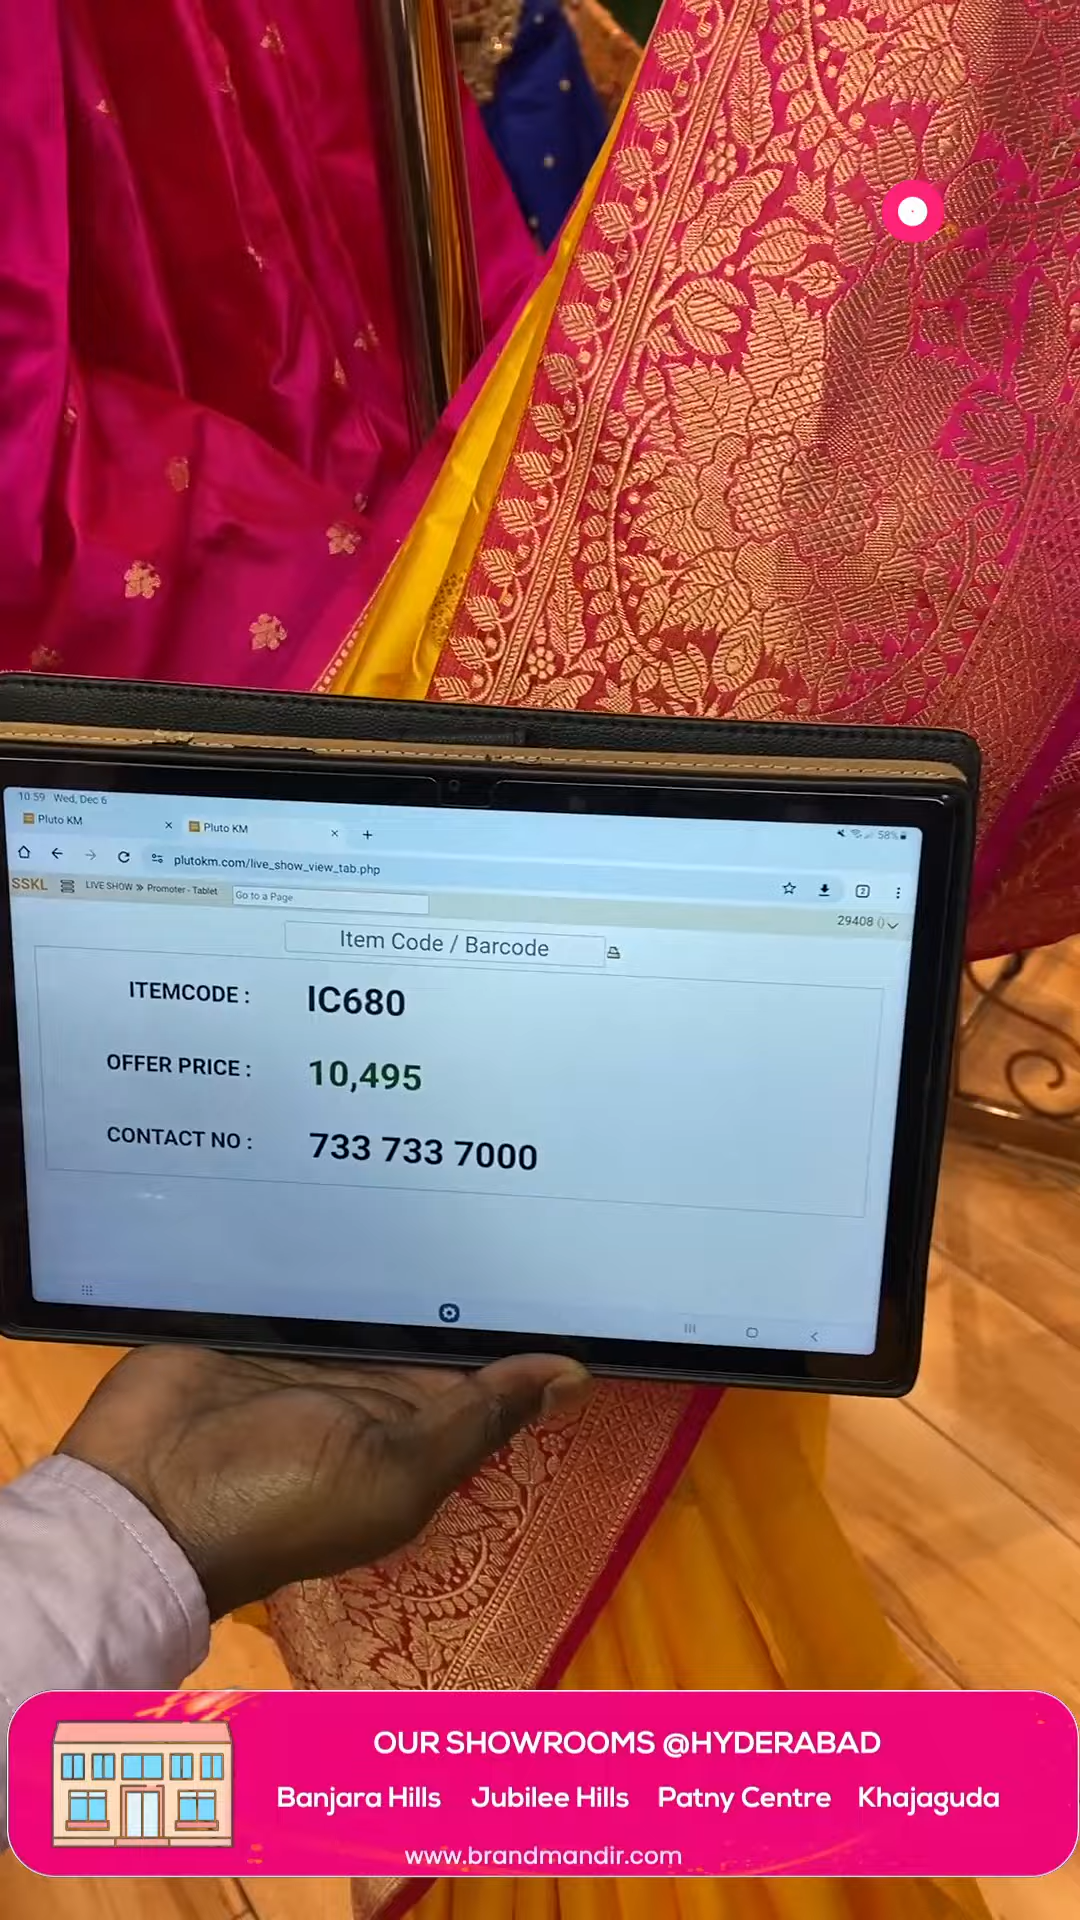 10:59 Wed, Dec 6
58%
Pluto KM × Pluto KM × +
plutokm.com/live_show_view_tab.php
2
SSKL LIVE SHOW >> Promoter - Tablet Go to a Page
29408 ()
Item Code / Barcode
ITEMCODE : IC680
OFFER PRICE : 10,495
CONTACT NO : 733 733 7000
OUR SHOWROOMS @HYDERABAD
Banjara Hills Jubilee Hills Patny Centre Khajaguda
www.brandmandir.com